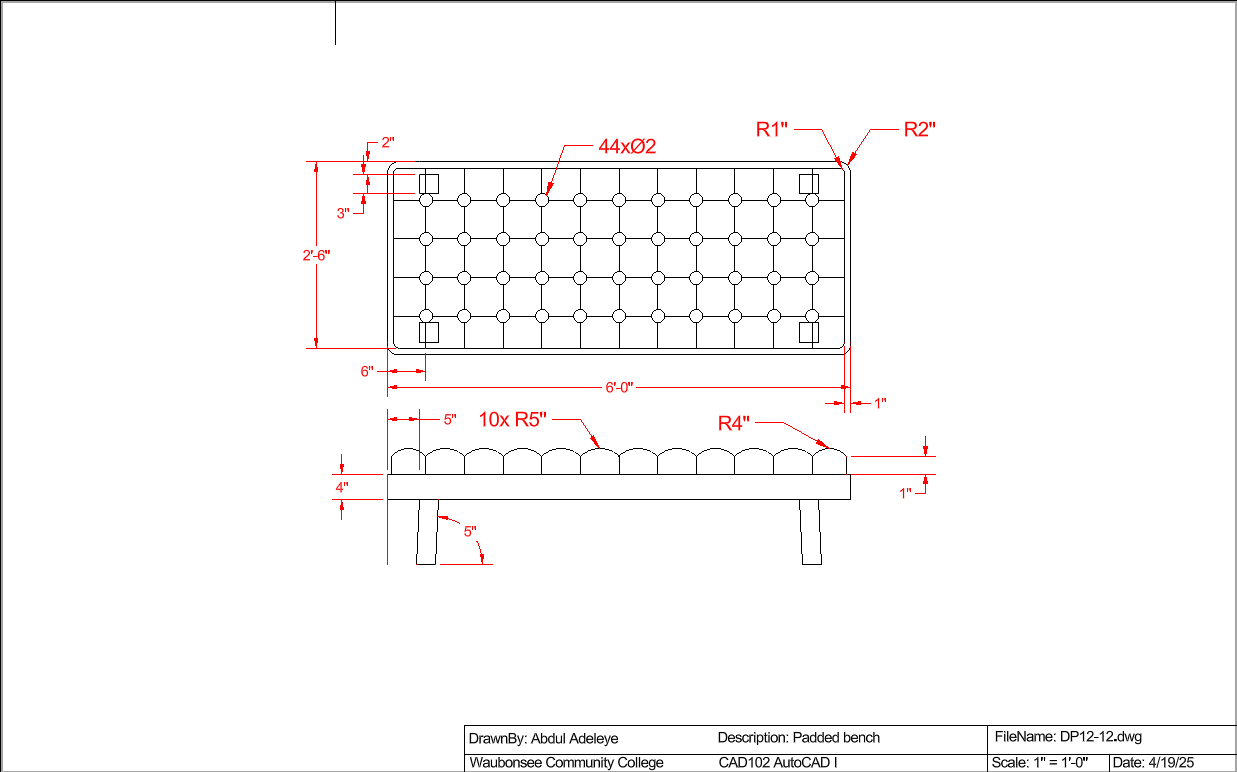 R1"
R2"
2"
44xØ2
3"
2'-6"
6"
6'-0"
1"
5"
10x R5"
R4"
4"
1"
5"
DrawnBy: Abdul Adeleye
Description: Padded bench
FileName: DP12-12.dwg
Waubonsee Community College
CAD102 AutoCAD I
Scale: 1" = 1'-0"
Date: 4/19/25